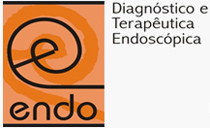 Diagnóstico e
Terapêutica
Endoscópica
e
endo